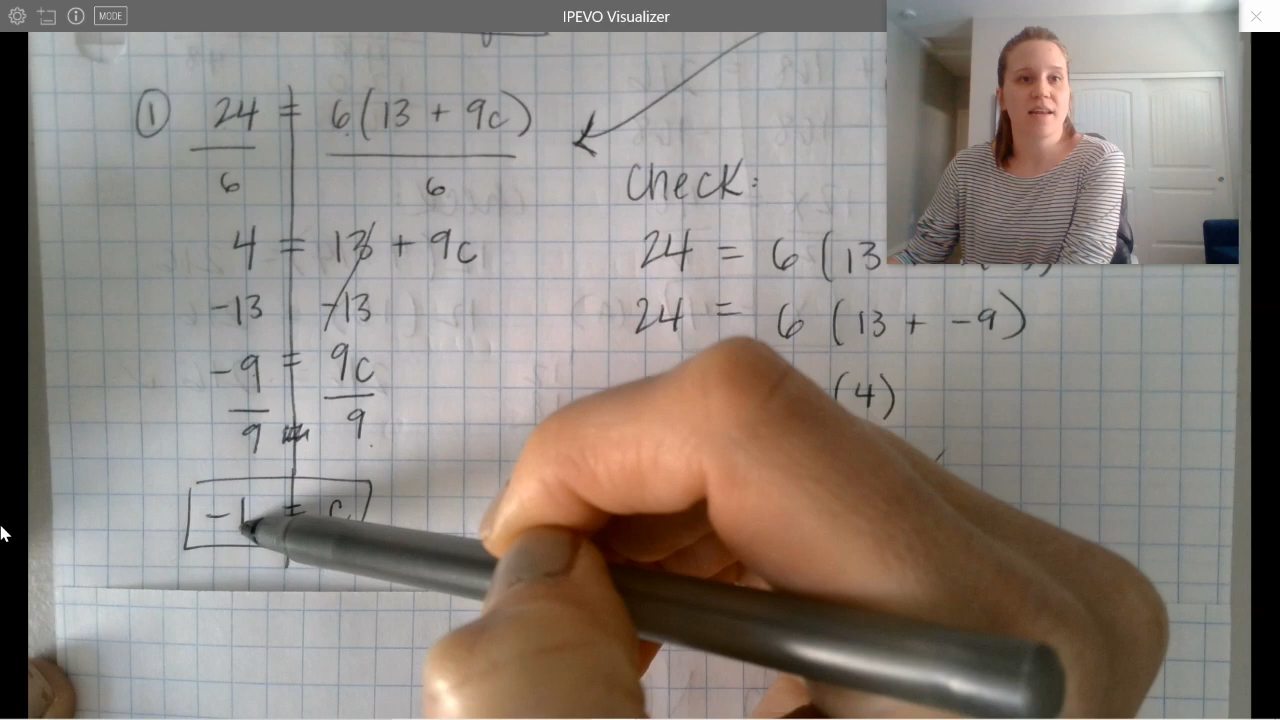 MODE
IPEVO Visualizer
① 24 = 6(13 + 9c)
6 6
4 = 13 + 9c
-13 -13
-9 = 9c
9 9
-1 = c
Check:
24 = 6 (13
24 = 6 (13 + -9)
(4)